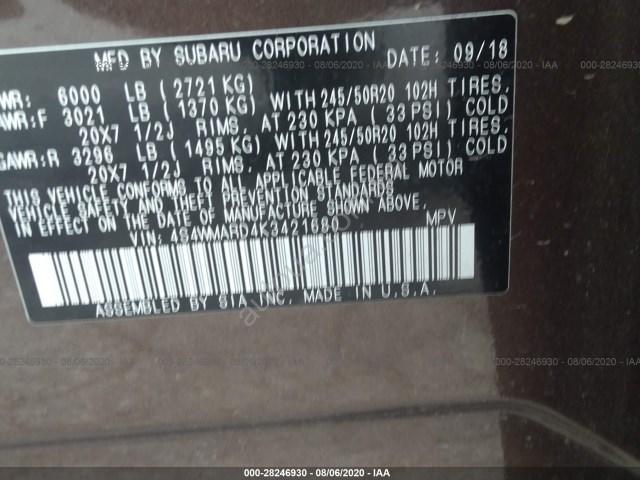 MFD BY SUBARU CORPORATION DATE: 09/18
WR: 6000 LB (2721 KG)
AWR:F 3021 LB (1370 KG) WITH 245/50R20 102H TIRES.
20X7 1/2J RIMS, AT 230 KPA (33 PSI) COLD
GAWR:R 3296 LB (1495 KG) WITH 245/50R20 102H TIRES.
20X7 1/2J RIMS, AT 230 KPA (33 PSI) COLD
THIS VEHICLE CONFORMS TO ALL APPLICABLE FEDERAL MOTOR
VEHICLE SAFETY AND THEFT PREVENTION STANDARDS
IN EFFECT ON THE DATE OF MANUFACTURE SHOWN ABOVE.
VIN: 4S4WMARD4K3421680 MPV
ASSEMBLED BY SIA INC. MADE IN U.S.A.
000-28246930 - 08/06/2020 - IAA